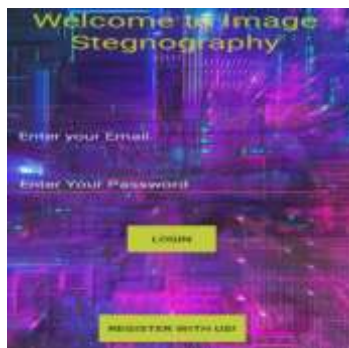 Welcome to Image
Stegnography
Enter your Email
Enter Your Password
LOGIN
REGISTER WITH US!